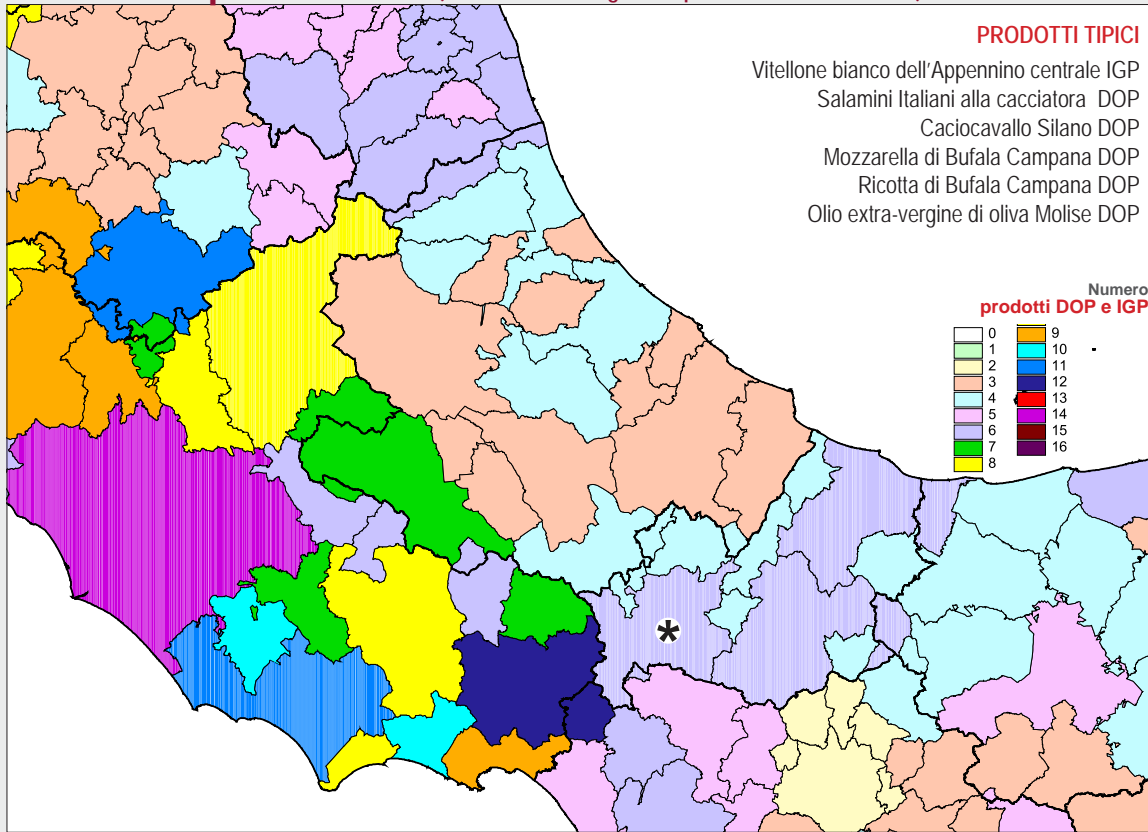 PRODOTTI TIPICI
Vitellone bianco dell'Appennino centrale IGP
Salamini Italiani alla cacciatora DOP
Caciocavallo Silano DOP
Mozzarella di Bufala Campana DOP
Ricotta di Bufala Campana DOP
Olio extra-vergine di oliva Molise DOP
Numero
prodotti DOP e IGP
0 9
1 10
2 11
3 12
4 13
5 14
6 15
7 16
8
*